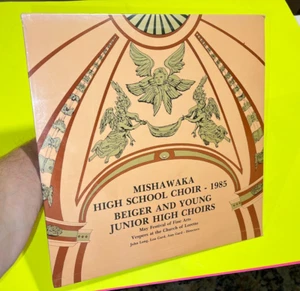 MISHAWAKA
HIGH SCHOOL CHOIR - 1985
BEIGER AND YOUNG
JUNIOR HIGH CHOIRS
May Festival of Fine Arts
Vespers at the Church of Loretto